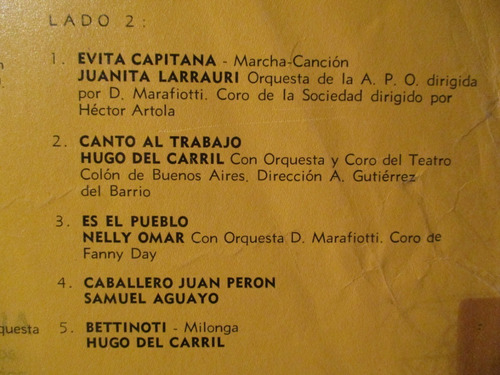 LADO 2:
1. EVITA CAPITANA - Marcha-Canción
JUANITA LARRAURI Orquesta de la A. P. O. dirigida
por D. Marafiotti. Coro de la Sociedad dirigido por
Héctor Artola
2. CANTO AL TRABAJO
HUGO DEL CARRIL Con Orquesta y Coro del Teatro
Colón de Buenos Aires, Dirección A. Gutiérrez
del Barrio
3. ES EL PUEBLO
NELLY OMAR Con Orquesta D. Marafiotti. Coro de
Fanny Day
4. CABALLERO JUAN PERON
SAMUEL AGUAYO
5. BETTINOTI - Milonga
HUGO DEL CARRIL